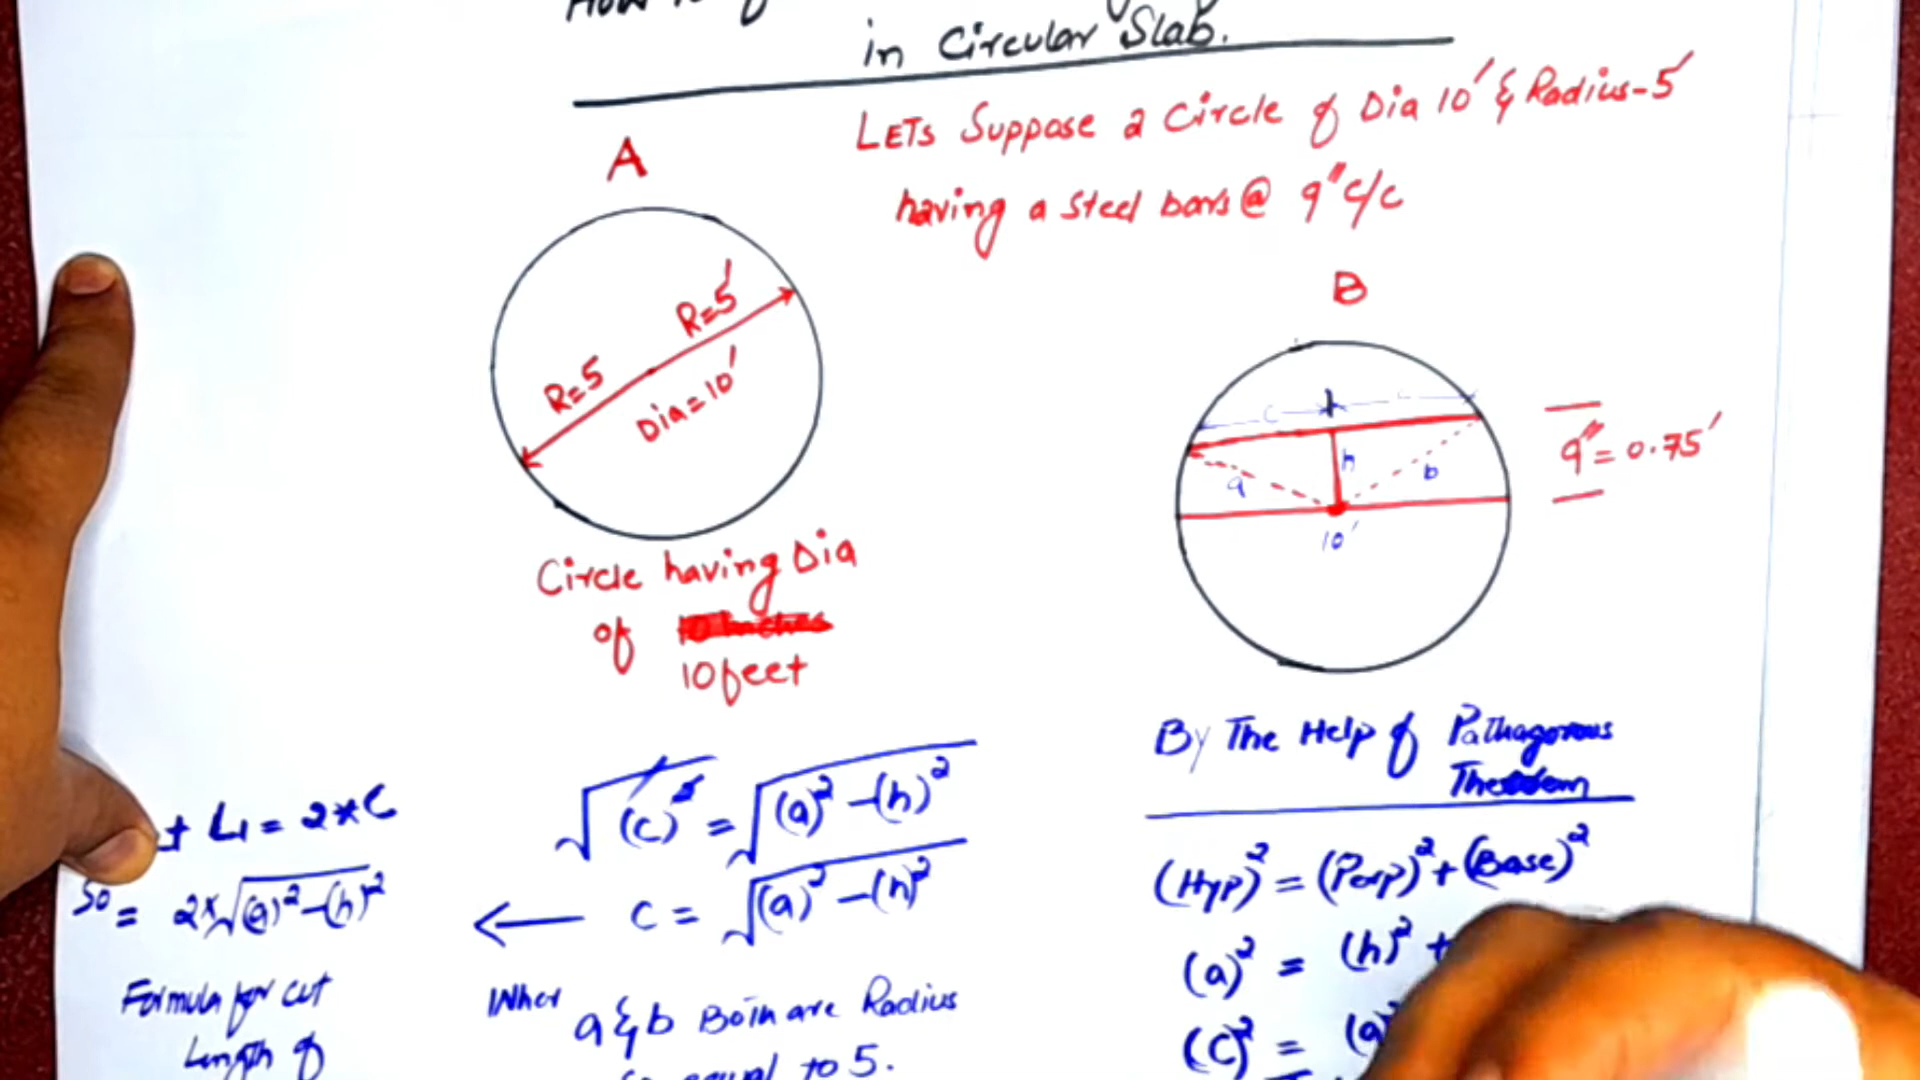 in Circular Slab.
LETs Suppose a Circle of Dia 10' & Radius-5'
having a steel bars @ 9" c/c
A
R=5'
R=5
Dia=10'
Circle having Dia
of
10feet
B
c
h
a
b
10'
9" = 0.75'
By The Help of Pathagorous
(Hyp)² = (Perp)² + (Base)²
(a)² = (h)² +
(C)² =
√(c)² = √(a)² - (h)²
c = √(a)² - (h)²
L1 = 2*C
So = 2*√(a)² - (h)²
Formula for cut
Length of
a & b Both are Radius
equal to 5.